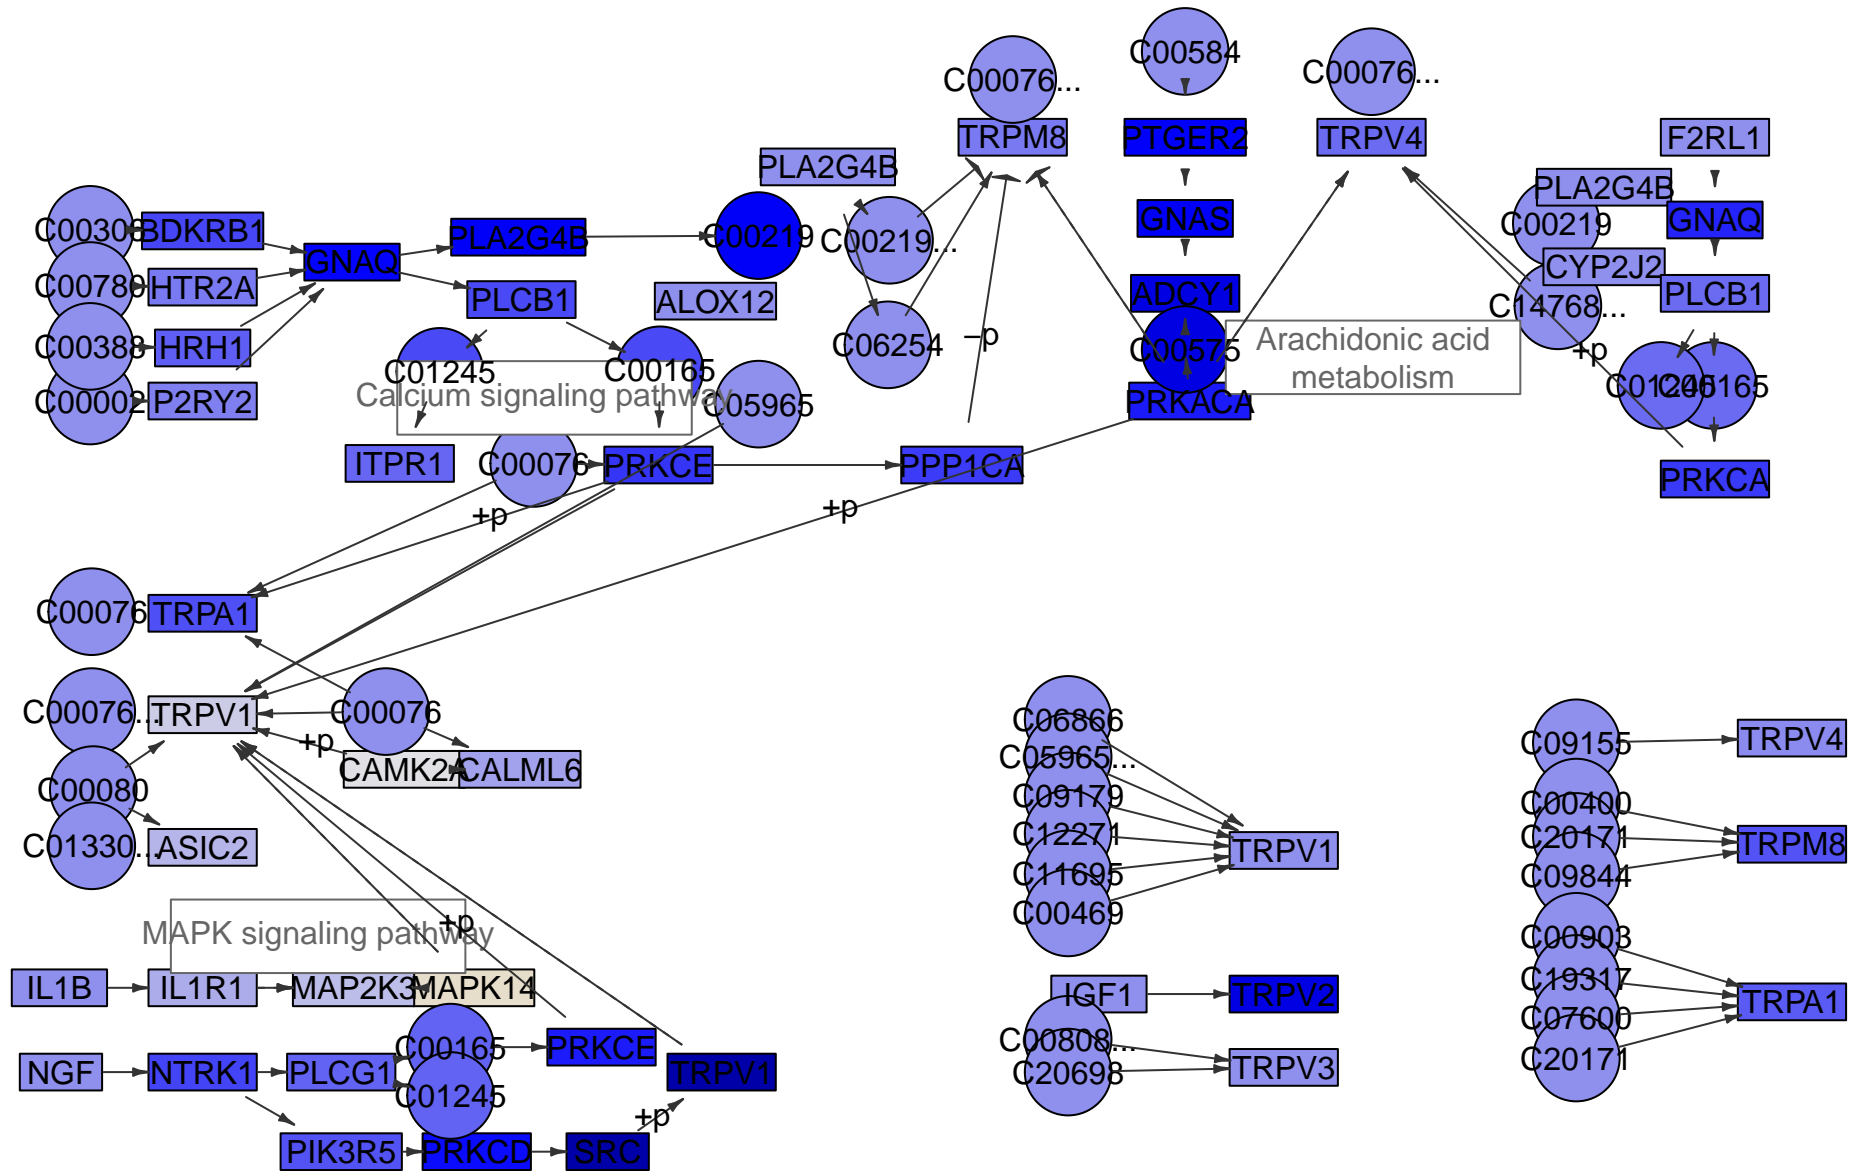 C00584
C00076...
C00076...
TRPM8
PTGER2
TRPV4
F2RL1
PLA2G4B
PLA2G4B
C00219
GNAS
GNAQ
BDKRB1
PLA2G4B
C00219
C00219...
GNAQ
CYP2J2
C00780
HTR2A
PLCB1
ALOX12
ADCY1
PLCB1
C14768...
C00388
HRH1
C06254
–p
C00575
Arachidonic acid
metabolism
+p
C01245
C00165
Calcium signaling pathway
C00002
P2RY2
C05965
PRKACA
C01245
C00165
ITPR1
C00076
PRKCE
PPP1CA
PRKCA
+p
+p
C00076
TRPA1
C00076...
TRPV1
C00076
+p
CAMK2A
CALML6
C00080
C01330...
ASIC2
C06866
C05965...
C09179
C12271
C11695
C00469
TRPV1
C09155
TRPV4
C00400
C20171
C09844
TRPM8
MAPK signaling pathway
+p
C00903
C19317
C07600
C20171
TRPA1
IL1B
IL1R1
MAP2K3
MAPK14
IGF1
TRPV2
C00808...
C20698
TRPV3
NGF
NTRK1
PLCG1
C00165
C01245
PRKCE
TRPV1
+p
PIK3R5
PRKCD
SRC